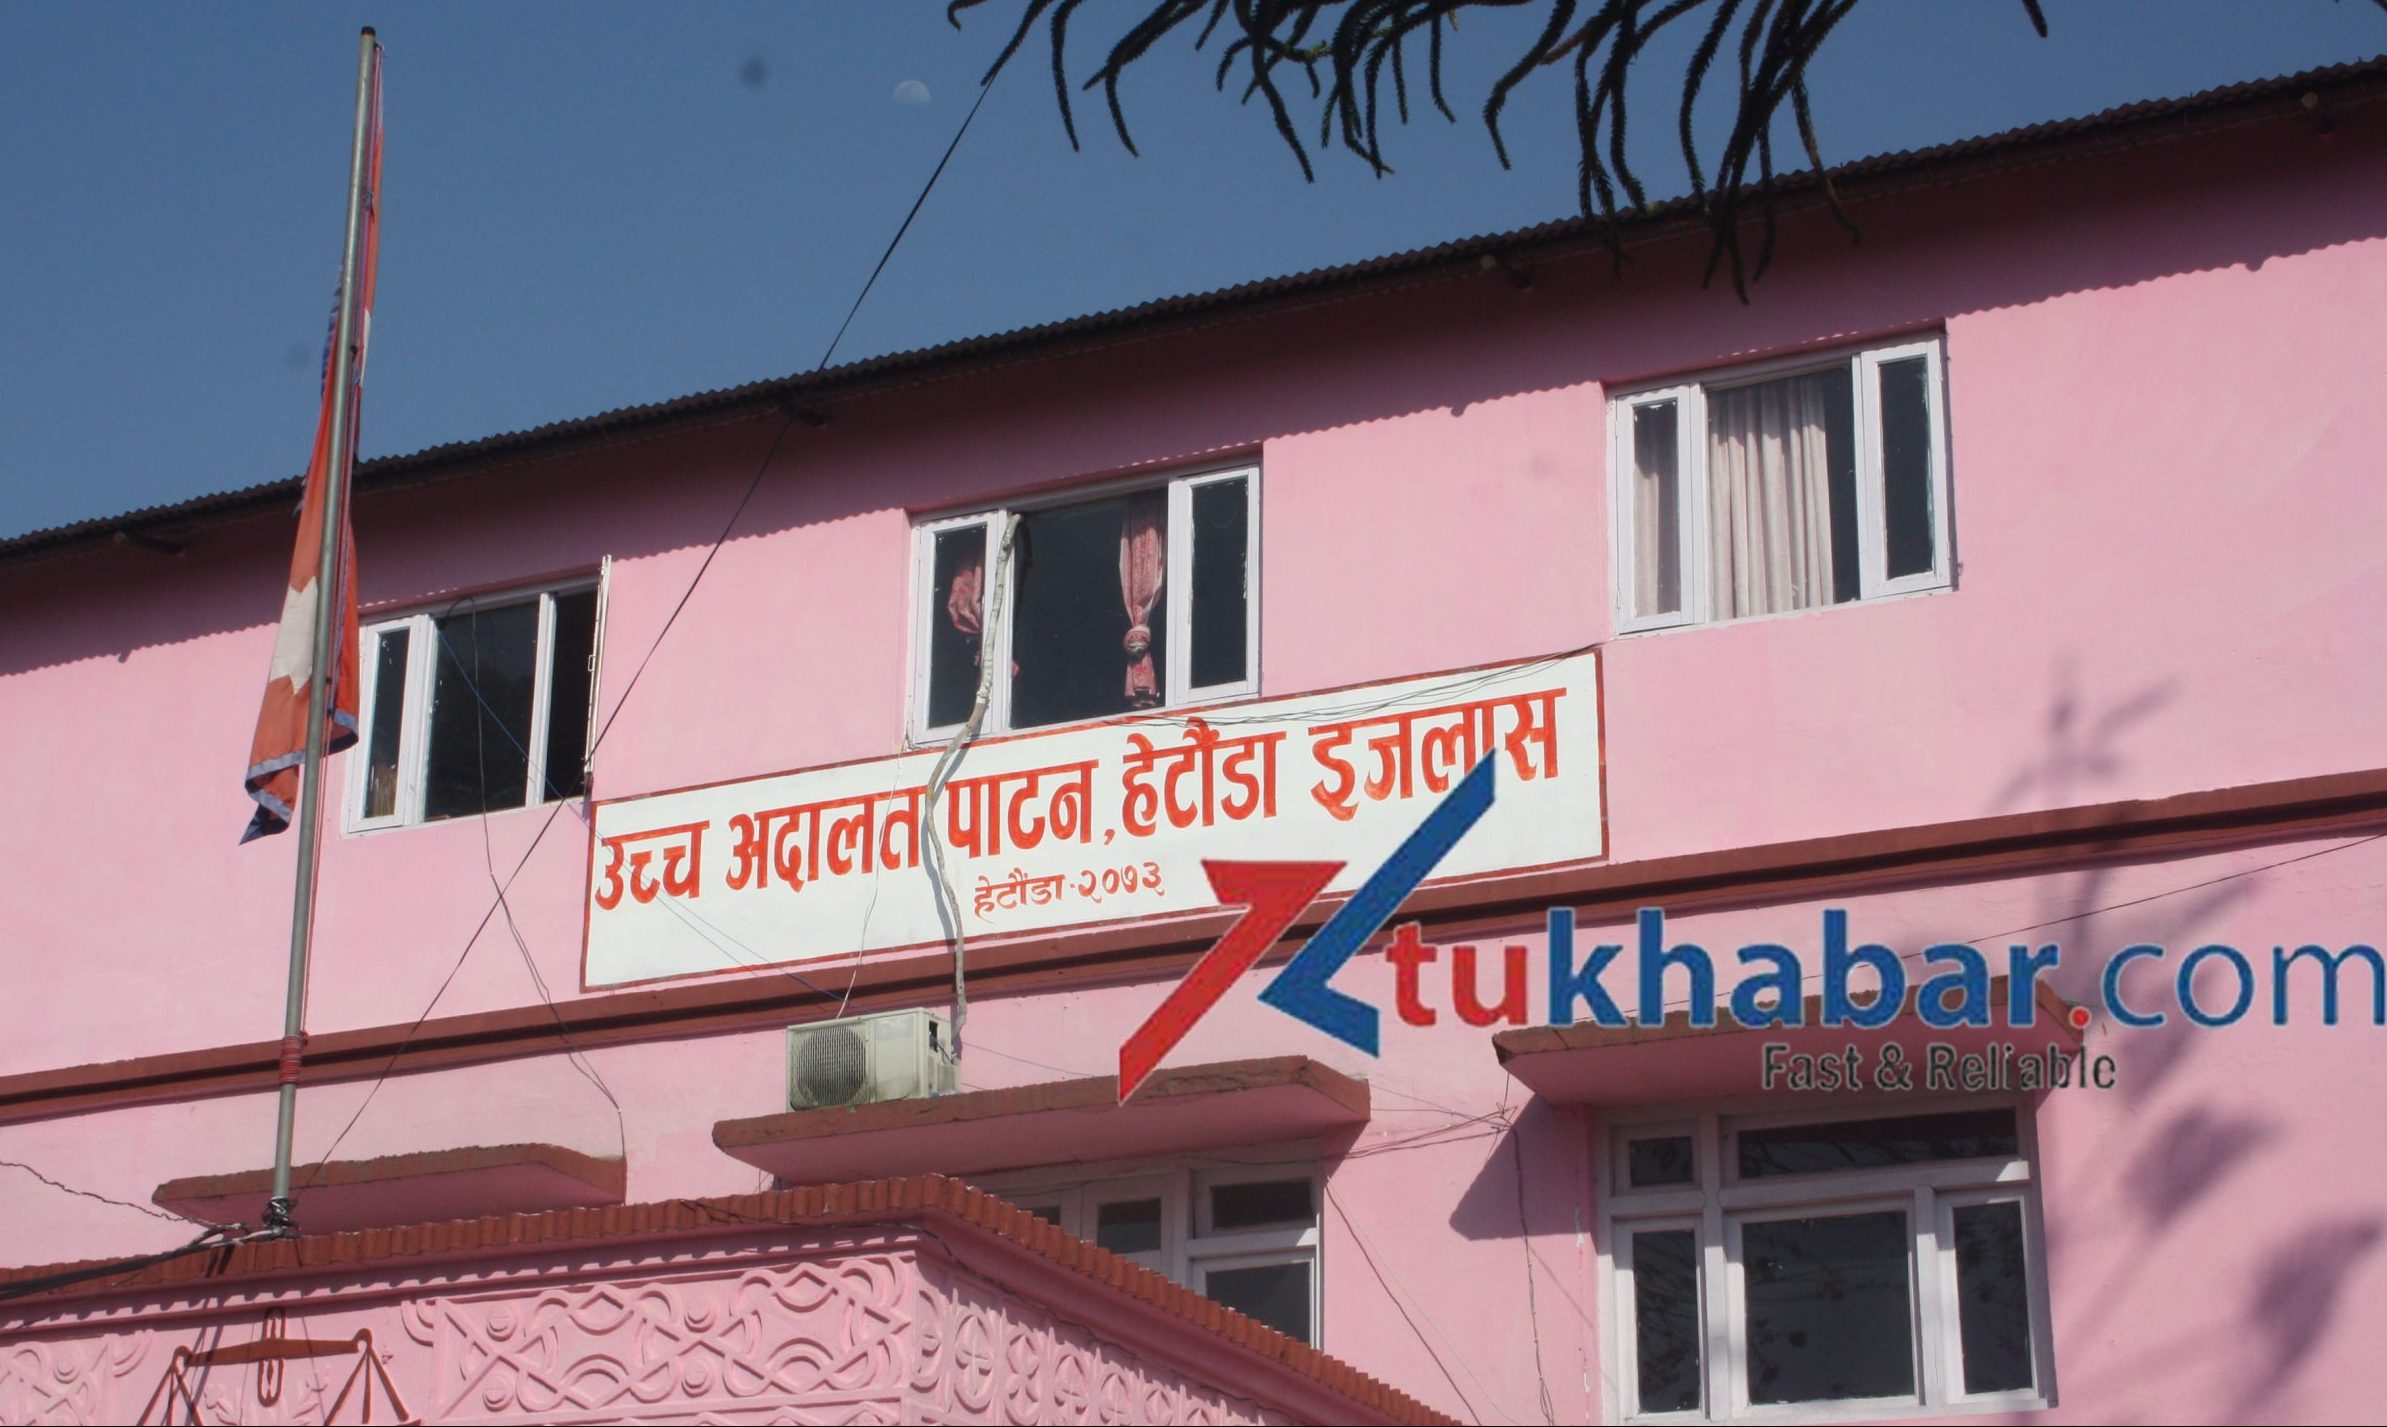 उच्च अदालत पाटन, हेटौंडा इजलास
हेटौंडा-२०७३
tukhabar.com
Fast & Reliable